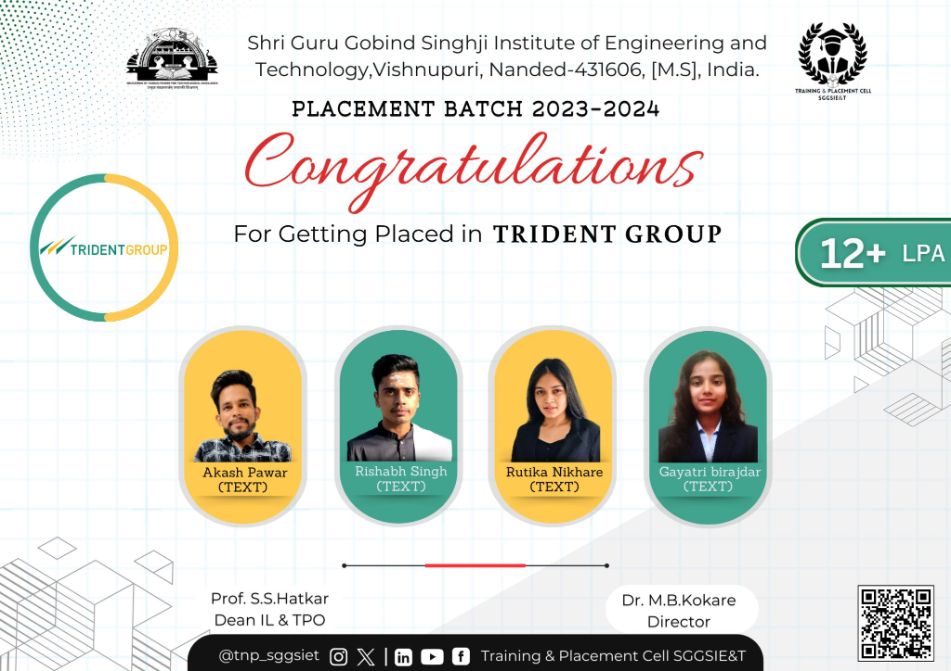 Shri Guru Gobind Singhji Institute of Engineering and
Technology,Vishnupuri, Nanded-431606, [M.S], India.
TRAINING & PLACEMENT CELL
SGGSIE&T
PLACEMENT BATCH 2023-2024
Congratulations
For Getting Placed in TRIDENT GROUP
TRIDENTGROUP
12+ LPA
Akash Pawar
(TEXT)
Rishabh Singh
(TEXT)
Rutika Nikhare
(TEXT)
Gayatri birajdar
(TEXT)
Prof. S.S.Hatkar
Dean IL & TPO
Dr. M.B.Kokare
Director
@tnp_sggsiet
Training & Placement Cell SGGSIE&T